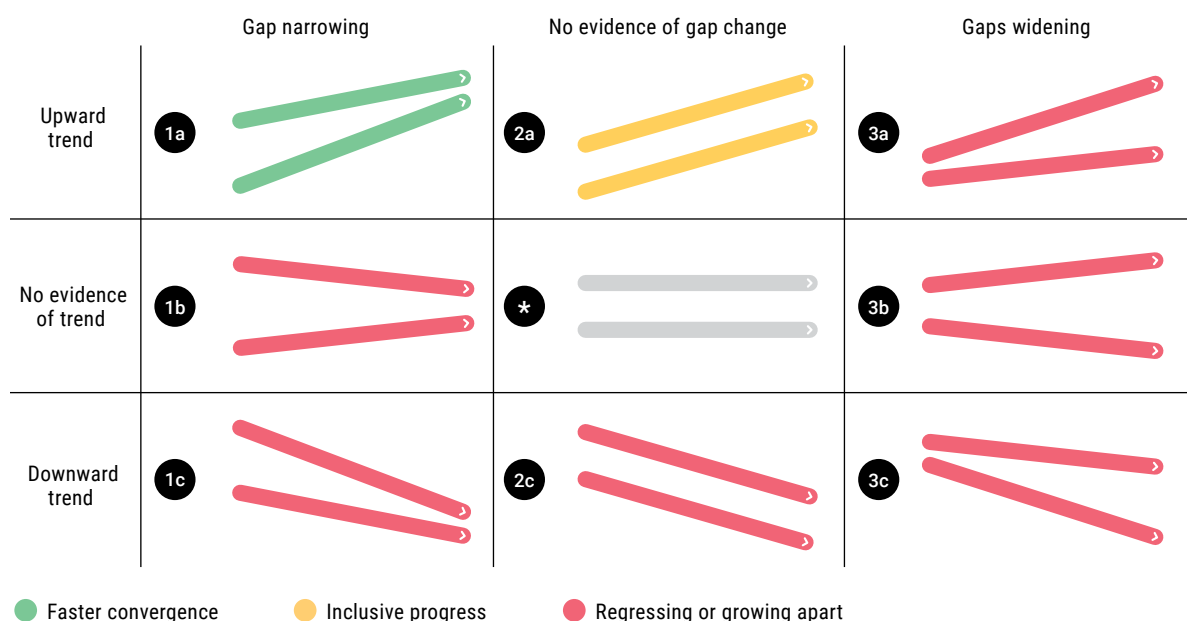 Gap narrowing
No evidence of gap change
Gaps widening
Upward
trend
1a
2a
3a
No evidence
of trend
1b
*
3b
Downward
trend
1c
2c
3c
Faster convergence
Inclusive progress
Regressing or growing apart